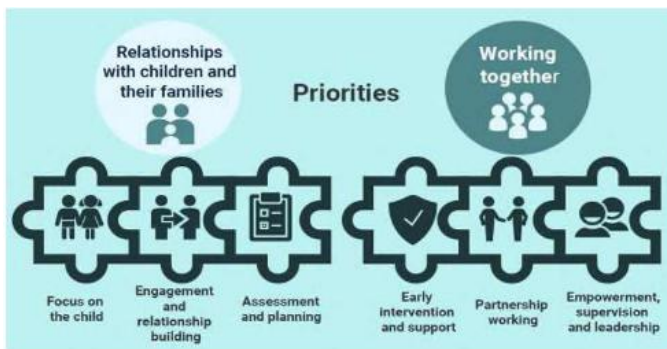 Relationships
with children and
their families
Priorities
Working
together
Focus on
the child
Engagement
and
relationship
building
Assessment
and planning
Early
intervention
and support
Partnership
working
Empowerment,
supervision
and leadership